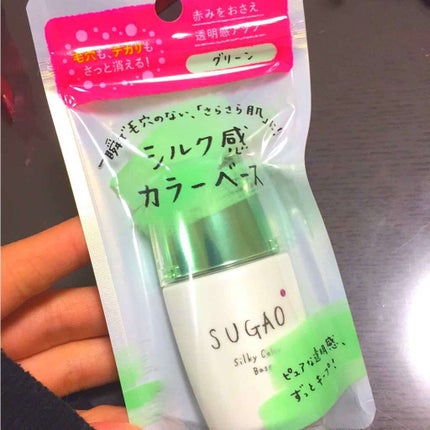 毛穴も、テカリも
さっと消える!
赤みをおさえ
透明感アップ
グリーン
一瞬で毛穴のない、「さらさら肌」に!
シルク感
カラーベース
SUGAO
Silky Color
Base
ピュアな透明感、
ずっとキープ!